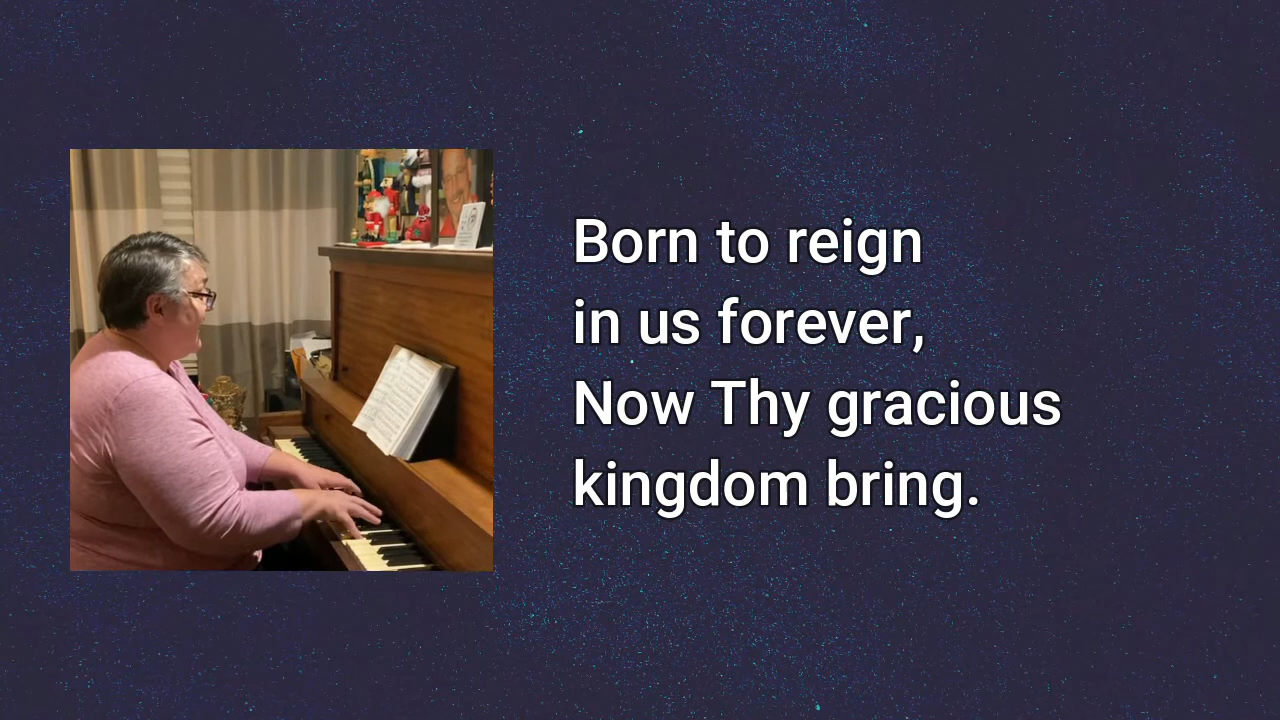 Born to reign
in us forever,
Now Thy gracious
kingdom bring.